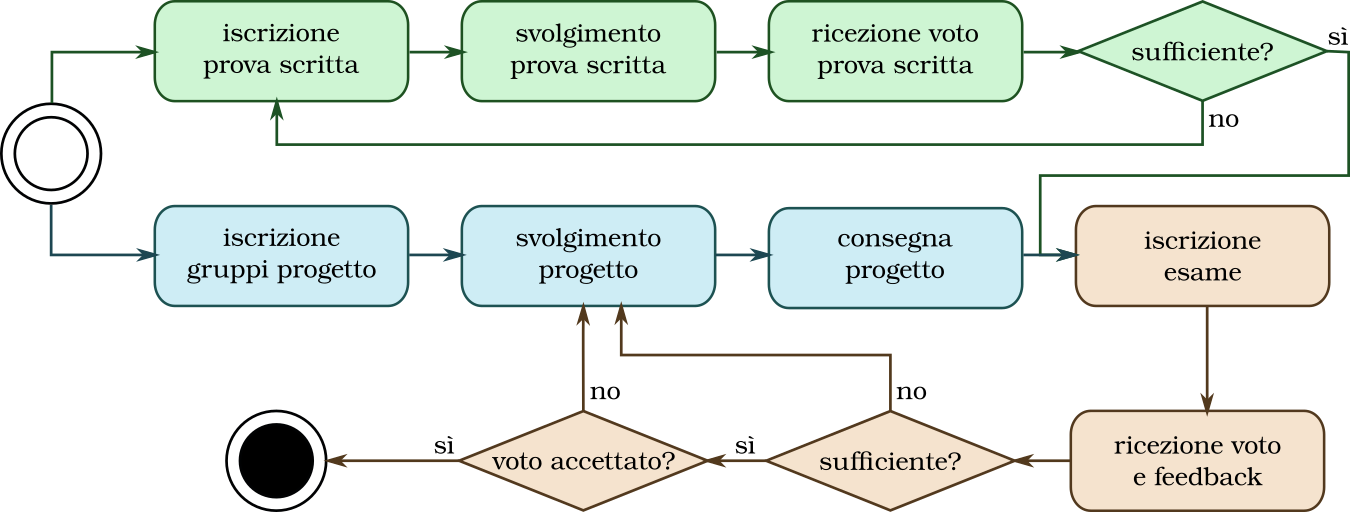 iscrizione
prova scritta
svolgimento
prova scritta
ricezione voto
prova scritta
sufficiente?
sì
no
iscrizione
gruppi progetto
svolgimento
progetto
consegna
progetto
iscrizione
esame
no
no
sì
voto accettato?
sì
sufficiente?
ricezione voto
e feedback